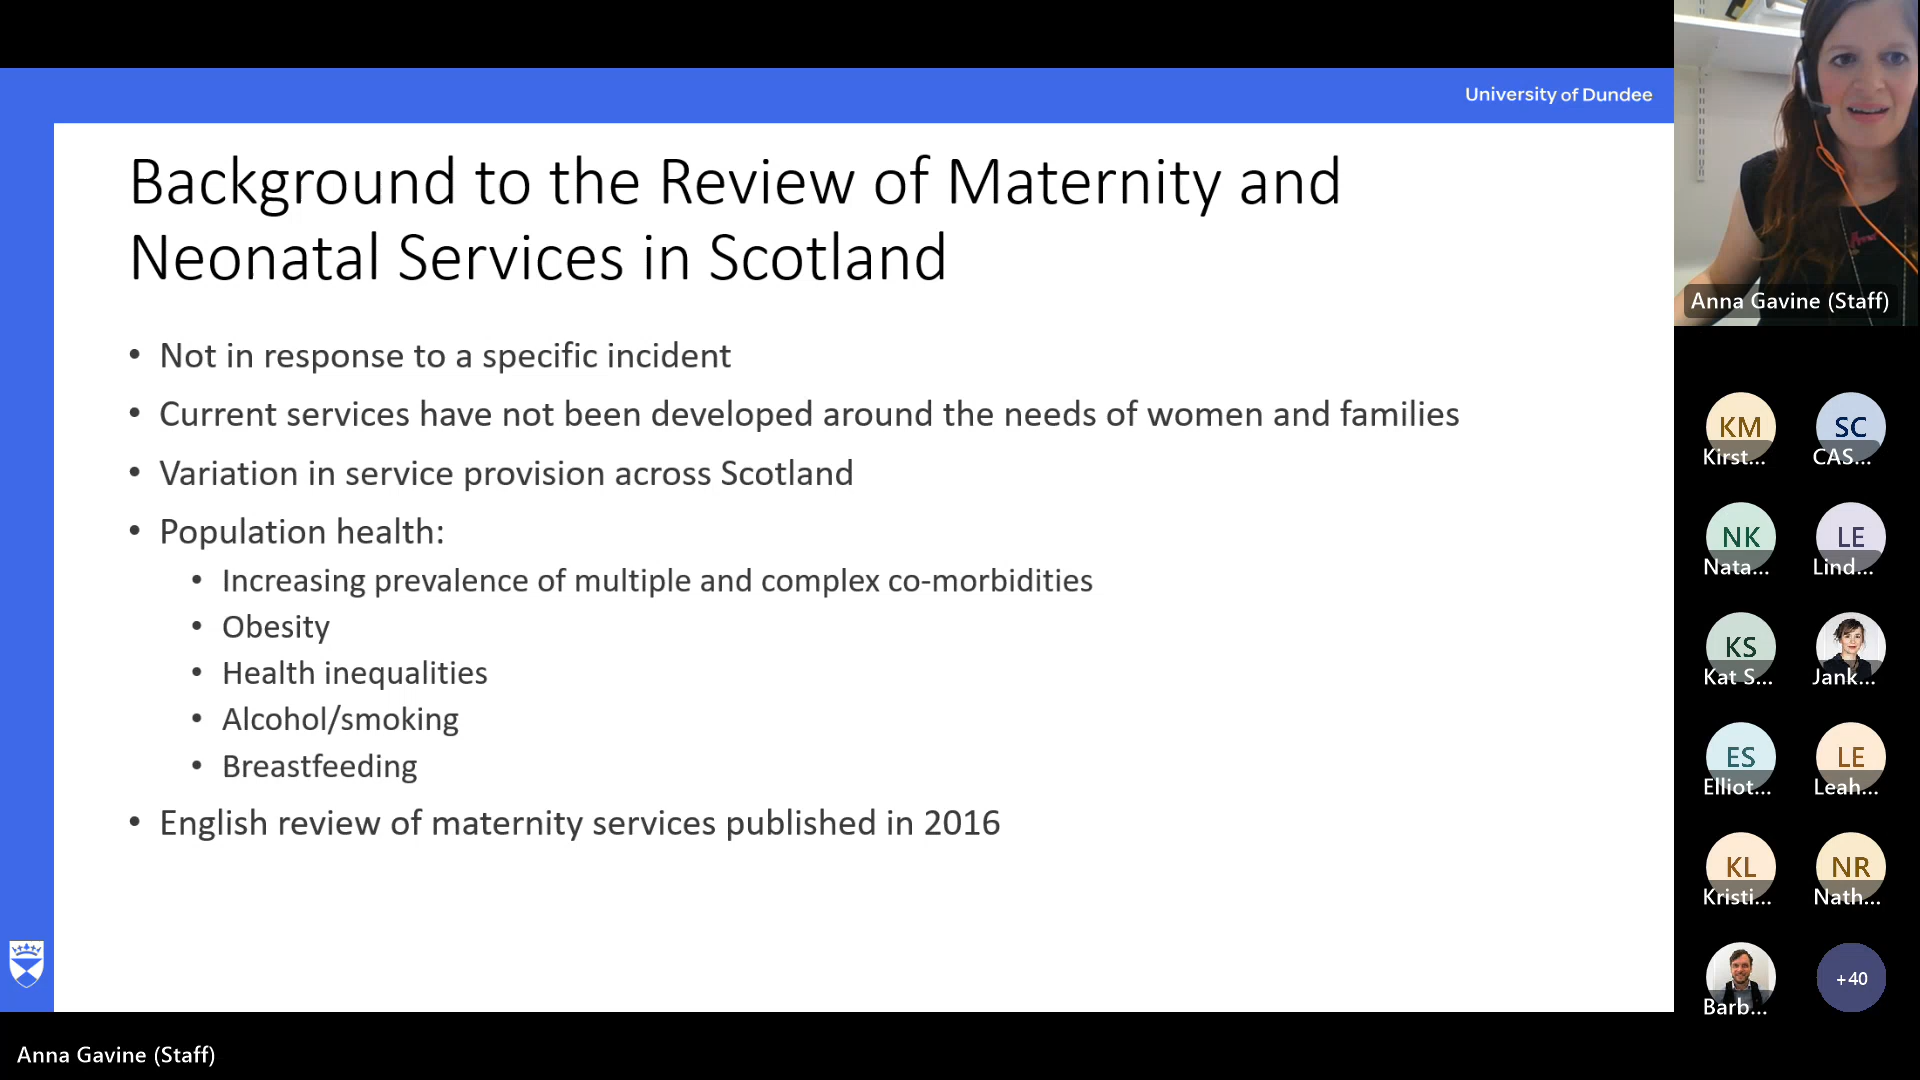 University of Dundee
Background to the Review of Maternity and
Neonatal Services in Scotland
• Not in response to a specific incident
• Current services have not been developed around the needs of women and families
• Variation in service provision across Scotland
• Population health:
• Increasing prevalence of multiple and complex co-morbidities
• Obesity
• Health inequalities
• Alcohol/smoking
• Breastfeeding
• English review of maternity services published in 2016
Anna Gavine (Staff)
Anna Gavine (Staff)
KM
Kirst...
SC
CAS...
NK
Nata...
LE
Lind...
KS
Kat S...
Jank...
ES
Elliot...
LE
Leah...
KL
Kristi...
NR
Nath...
Barb...
+40